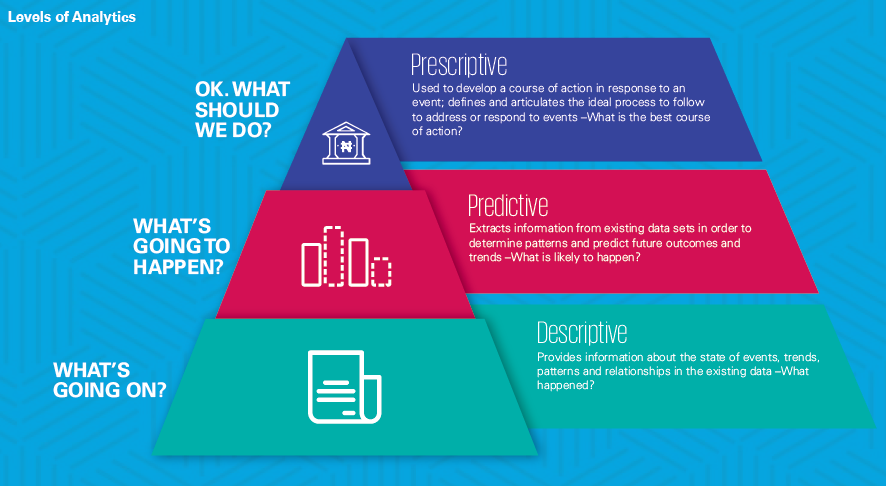 Levels of Analytics
OK. WHAT
SHOULD
WE DO?
₦
Prescriptive
Used to develop a course of action in response to an
event; defines and articulates the ideal process to follow
to address or respond to events –What is the best course
of action?
WHAT'S
GOING TO
HAPPEN?
Predictive
Extracts information from existing data sets in order to
determine patterns and predict future outcomes and
trends –What is likely to happen?
WHAT'S
GOING ON?
Descriptive
Provides information about the state of events, trends,
patterns and relationships in the existing data –What
happened?